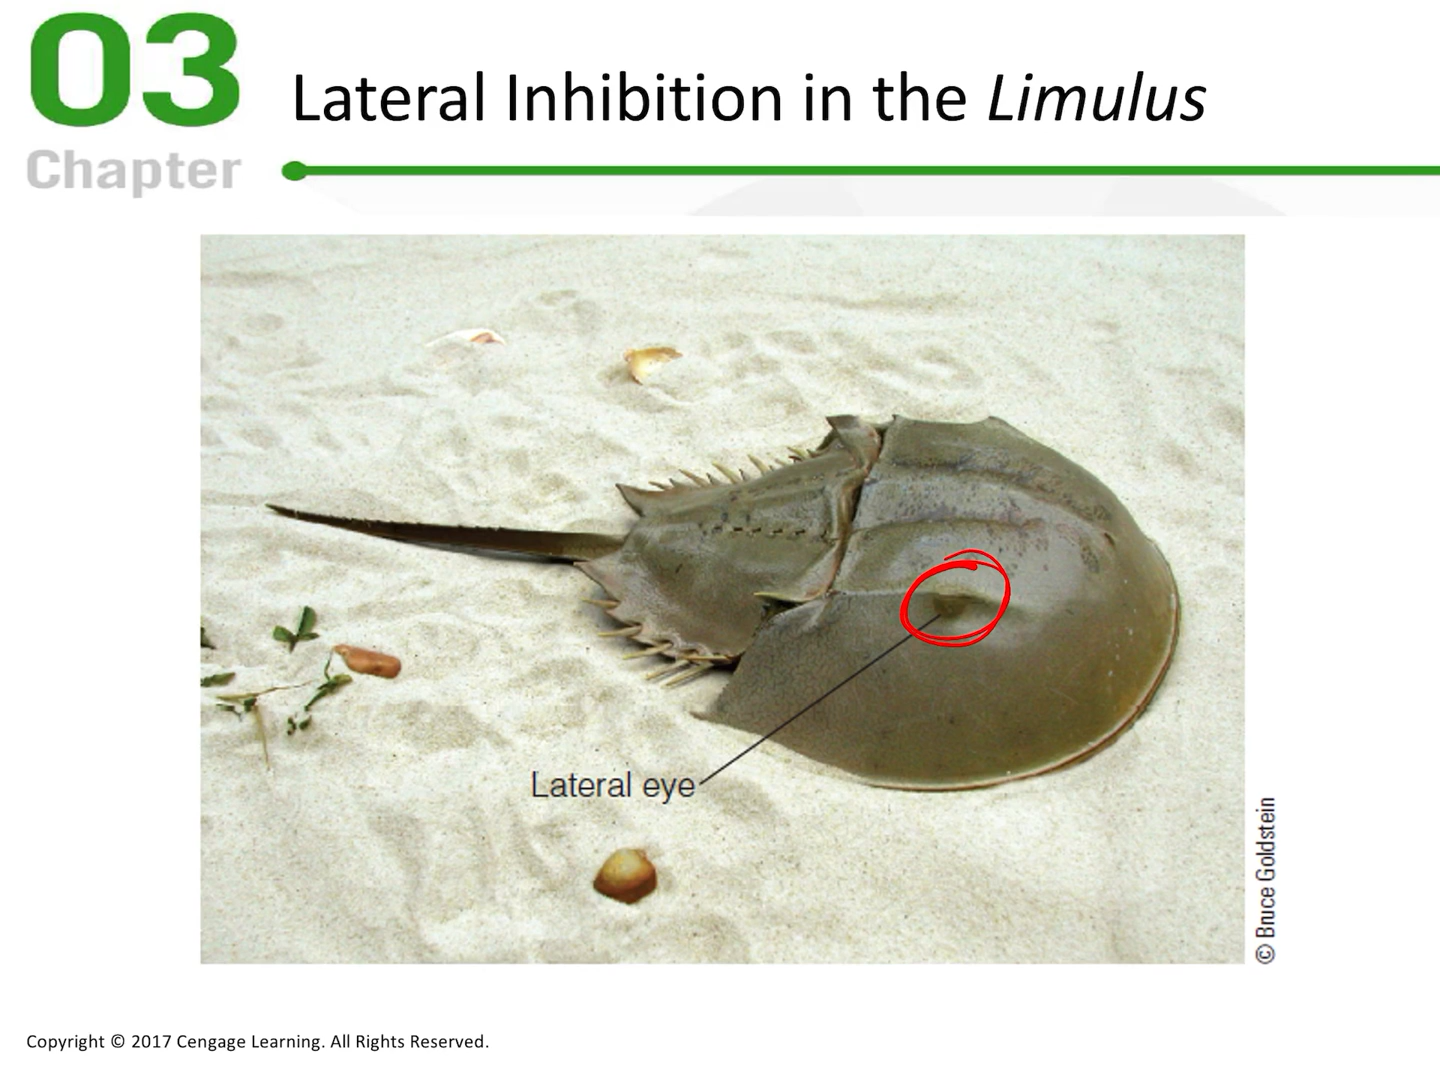 03
Chapter
Lateral Inhibition in the Limulus
Lateral eye
© Bruce Goldstein
Copyright © 2017 Cengage Learning. All Rights Reserved.